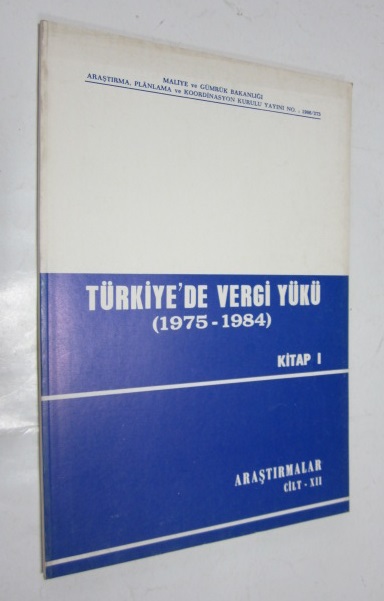 MALİYE ve GÜMRÜK BAKANLIĞI
ARAŞTIRMA, PLÂNLAMA ve KOORDİNASYON KURULU YAYINI NO. -
TÜRKİYE'DE VERGİ YÜKÜ
(1975-1984)
KİTAP I
ARAŞTIRMALAR
CİLT - XII